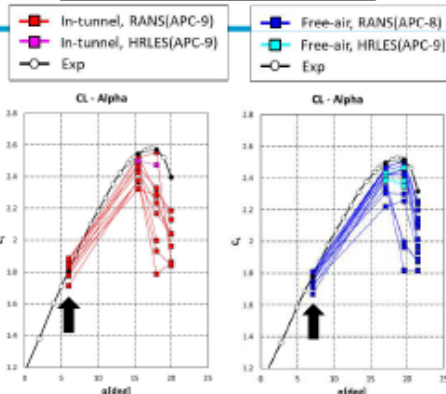 In-tunnel, RANS(APC-9)
In-tunnel, HRLES(APC-9)
Exp
Free-air, RANS(APC-8)
Free-air, HRLES(APC-9)
Exp
CL - Alpha
2.8
2.6
2.4
2.2
2.0
1.8
1.6
1.4
1.2
0 5 10 15 20 25
α[deg]
CL - Alpha
2.8
2.6
2.4
2.2
2.0
1.8
1.6
1.4
1.2
0 5 10 15 20 25
α[deg]